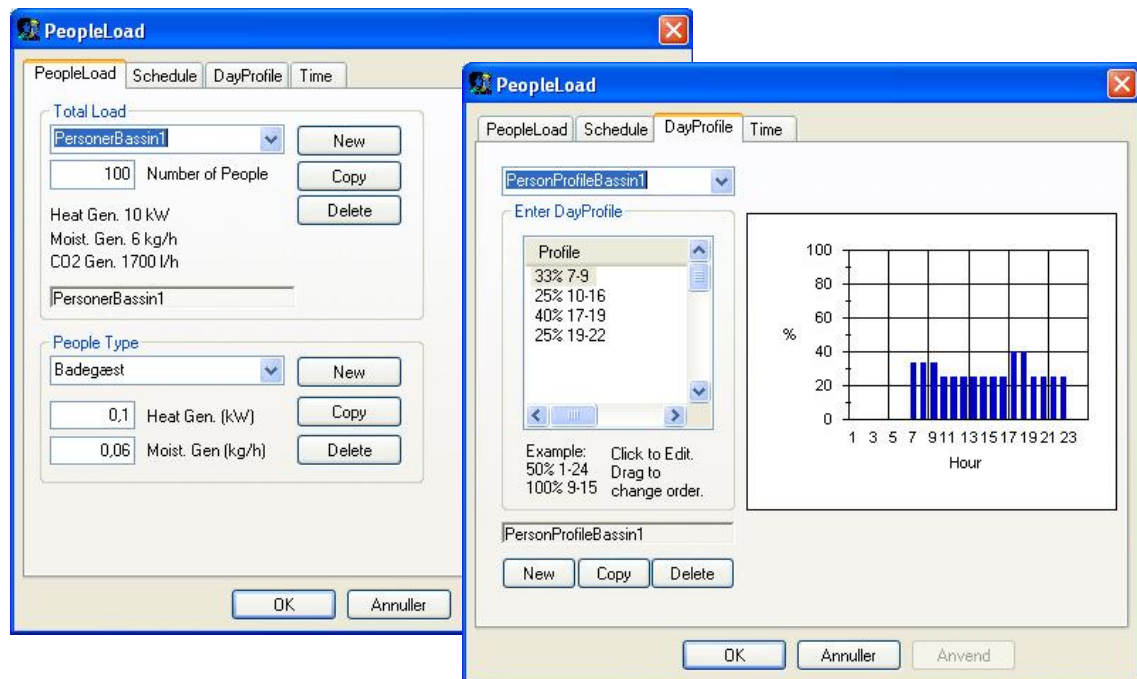 PeopleLoad
PeopleLoad Schedule DayProfile Time
Total Load
PersonerBassin1
New
100 Number of People
Copy
Delete
Heat Gen. 10 kW
Moist. Gen. 6 kg/h
CO2 Gen. 1700 l/h
PersonerBassin1
People Type
Badegæst
New
0,1 Heat Gen. (kW)
Copy
0,06 Moist. Gen (kg/h)
Delete
OK Annuller
PeopleLoad
PeopleLoad Schedule DayProfile Time
PersonProfileBassin1
Enter DayProfile
Profile
33% 7-9
25% 10-16
40% 17-19
25% 19-22
Example:
50% 1-24
100% 9-15
Click to Edit.
Drag to
change order.
PersonProfileBassin1
New Copy Delete
100
80
60
%
40
20
0
1 3 5 7 9 11 13 15 17 19 21 23
Hour
OK Annuller Anvend